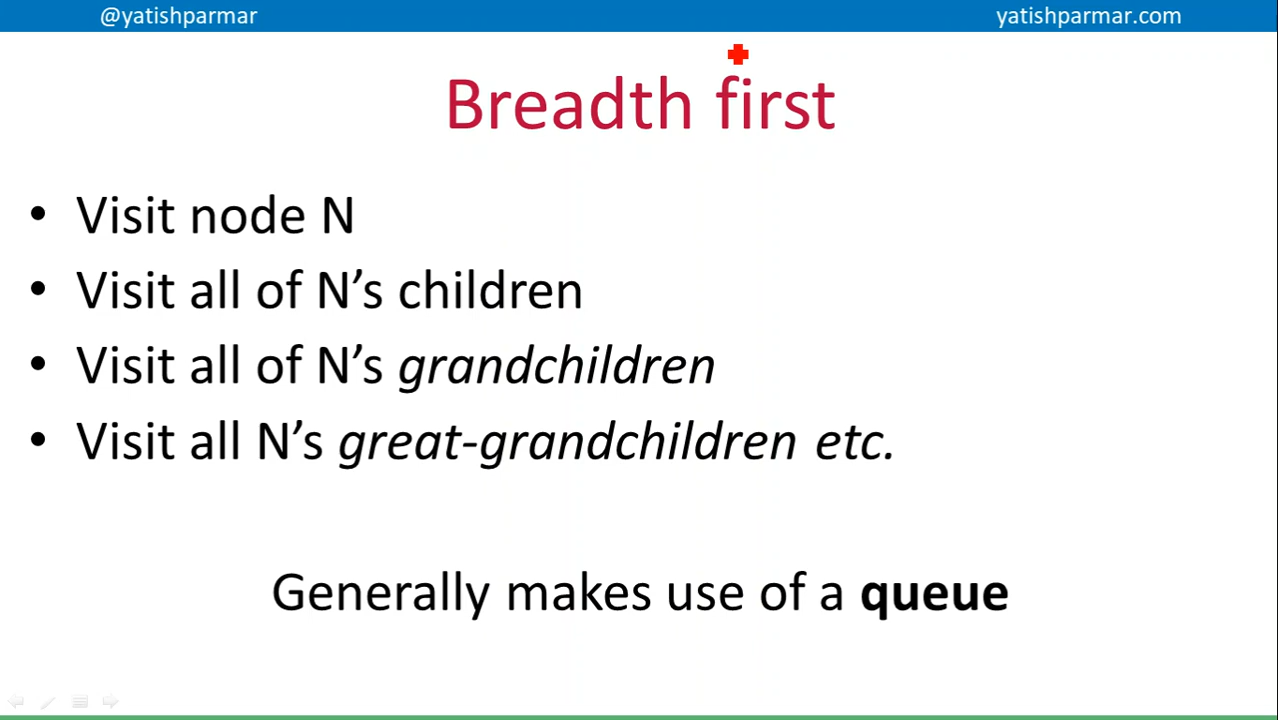 @yatishparmar yatishparmar.com
Breadth first
• Visit node N
• Visit all of N’s children
• Visit all of N’s grandchildren
• Visit all N’s great-grandchildren etc.
Generally makes use of a queue